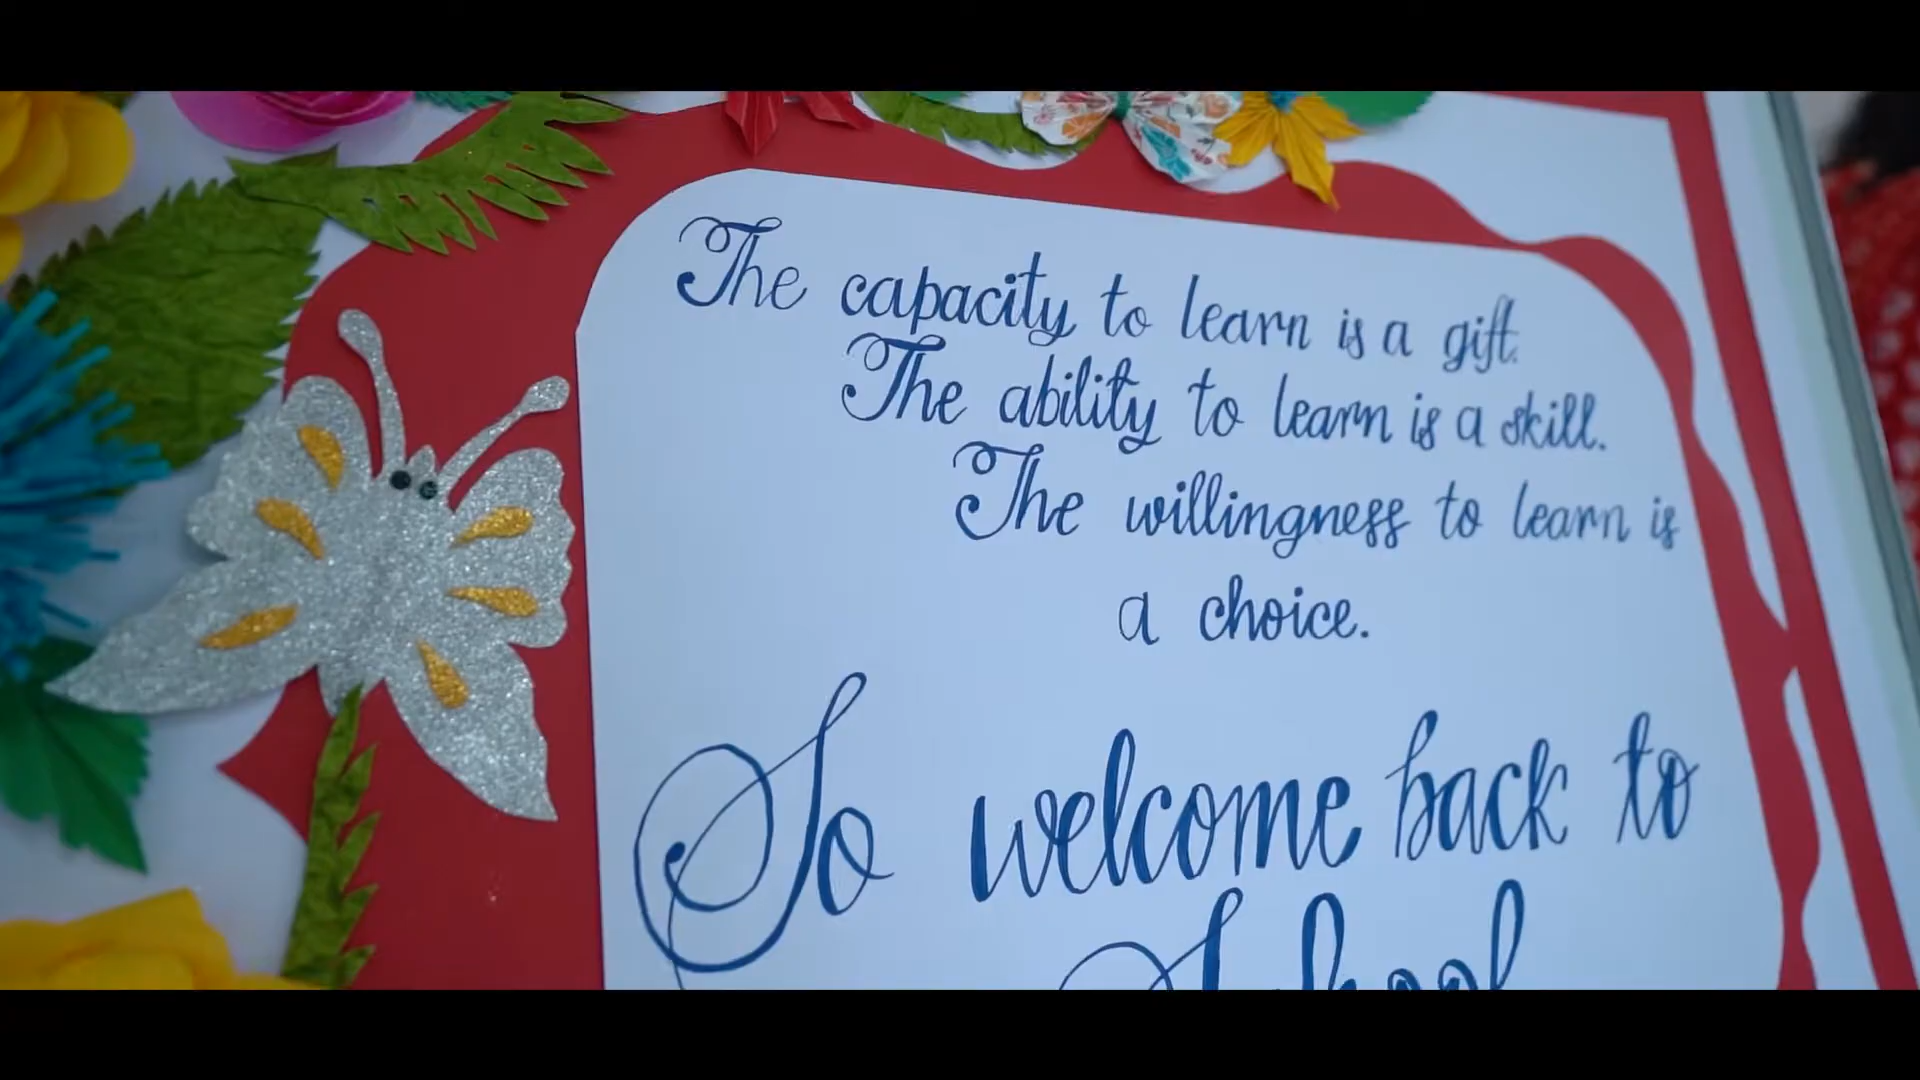 The capacity to learn is a gift.
The ability to learn is a skill.
The willingness to learn is
a choice.
So welcome back to
School